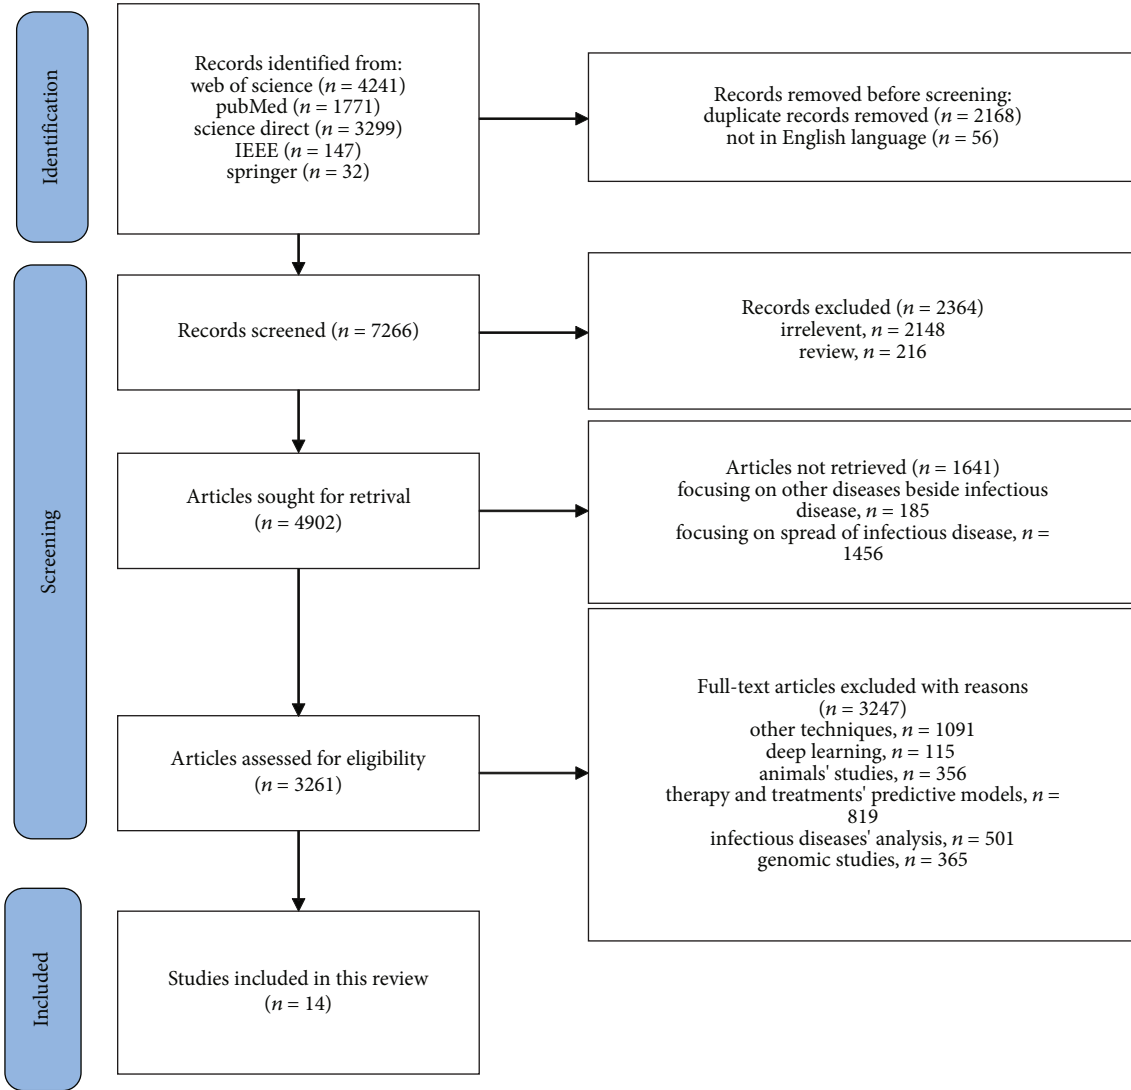 Identification
Records identified from:
web of science (n = 4241)
pubMed (n = 1771)
science direct (n = 3299)
IEEE (n = 147)
springer (n = 32)
Records removed before screening:
duplicate records removed (n = 2168)
not in English language (n = 56)
Screening
Records screened (n = 7266)
Records excluded (n = 2364)
irrelevent, n = 2148
review, n = 216
Articles sought for retrival
(n = 4902)
Articles not retrieved (n = 1641)
focusing on other diseases beside infectious
disease, n = 185
focusing on spread of infectious disease, n =
1456
Articles assessed for eligibility
(n = 3261)
Full-text articles excluded with reasons
(n = 3247)
other techniques, n = 1091
deep learning, n = 115
animals' studies, n = 356
therapy and treatments' predictive models, n =
819
infectious diseases' analysis, n = 501
genomic studies, n = 365
Included
Studies included in this review
(n = 14)